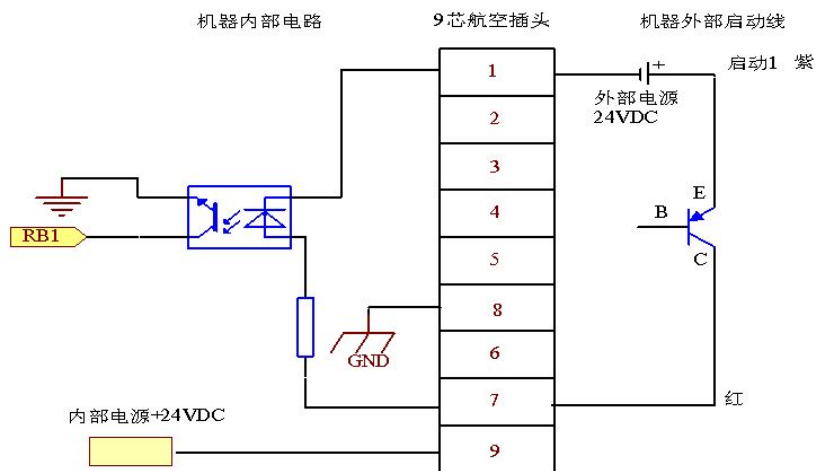 机器内部电路
9芯航空插头
机器外部启动线
1
+
启动1 紫
外部电源
24VDC
2
3
4
E
B
RB1
5
C
8
GND
6
7
红
内部电源+24VDC
9